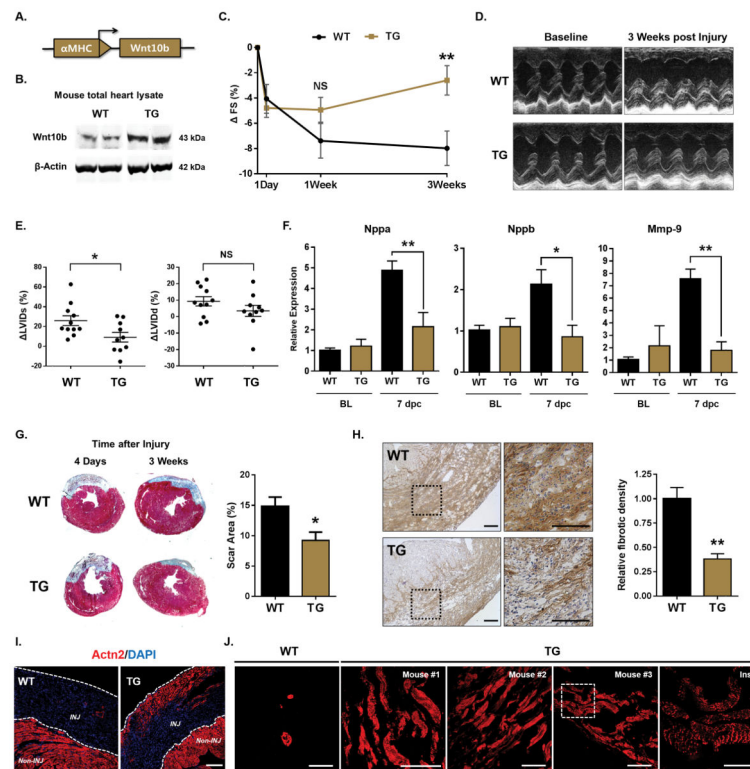 A.
αMHC
Wnt10b
B.
Mouse total heart lysate
WT TG
Wnt10b
43 kDa
β-Actin
42 kDa
C.
WT
TG
Δ FS (%)
0
-2
-4
-6
-8
-10
NS
**
1Day 1Week 3Weeks
D.
Baseline 3 Weeks post Injury
WT
TG
E.
ΔLVIDs (%)
80
60
40
20
0
-20
*
WT TG
ΔLVIDd (%)
40
30
20
10
0
-10
-20
-30
NS
WT TG
F.
Relative Expression
Nppa
6
5
4
3
2
1
0
**
WT TG WT TG
BL 7 dpc
Nppb
3
2
1
0
*
WT TG WT TG
BL 7 dpc
Mmp-9
10
9
8
7
6
5
4
3
2
1
0
**
WT TG WT TG
BL 7 dpc
G.
Time after Injury
4 Days 3 Weeks
WT
TG
Scar Area (%)
20
15
10
5
0
*
WT TG
H.
WT
TG
Relative fibrotic density
1.25
1.00
0.75
0.50
0.25
0.0
**
WT TG
I.
Actn2/DAPI
WT
INJ
Non-INJ
TG
INJ
Non-INJ
J.
WT TG
Mouse #1
Mouse #2
Mouse #3
Ins